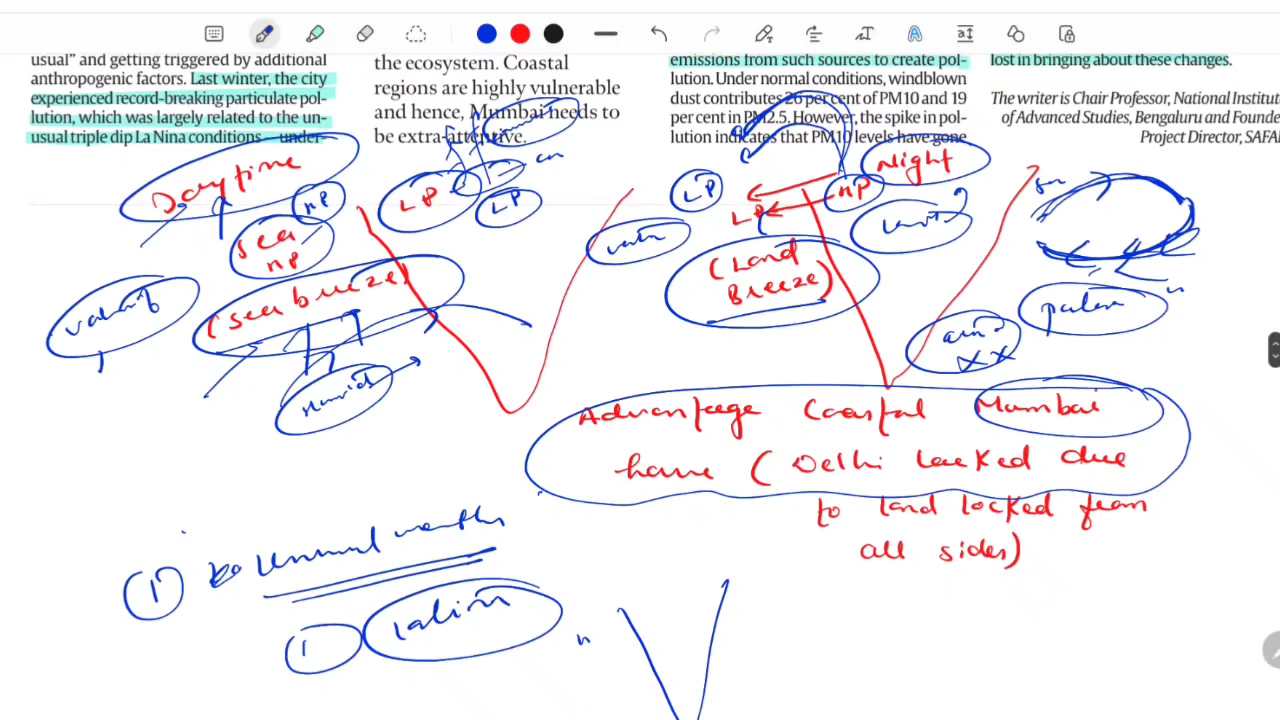 usual” and getting triggered by additional
anthropogenic factors. Last winter, the city
experienced record-breaking particulate pol-
lution, which was largely related to the un-
usual triple dip La Nina conditions — under-
the ecosystem. Coastal
regions are highly vulnerable
and hence, Mumbai needs to
be extra-attentive.
emissions from such sources to create pol-
lution. Under normal conditions, windblown
dust contributes 26 per cent of PM10 and 19
per cent in PM2.5. However, the spike in pol-
lution indicates that PM10 levels have gone
lost in bringing about these changes.
The writer is Chair Professor, National Institut
of Advanced Studies, Bengaluru and Founde
Project Director, SAFA
Daytime
HP
sea
HP
(sea breeze)
LP
LP
LP
LP
HP
Night
(Land
Breeze)
Advantage Coastal Mumbai
have (Delhi lacked due
to land locked from
all sides)
①
①